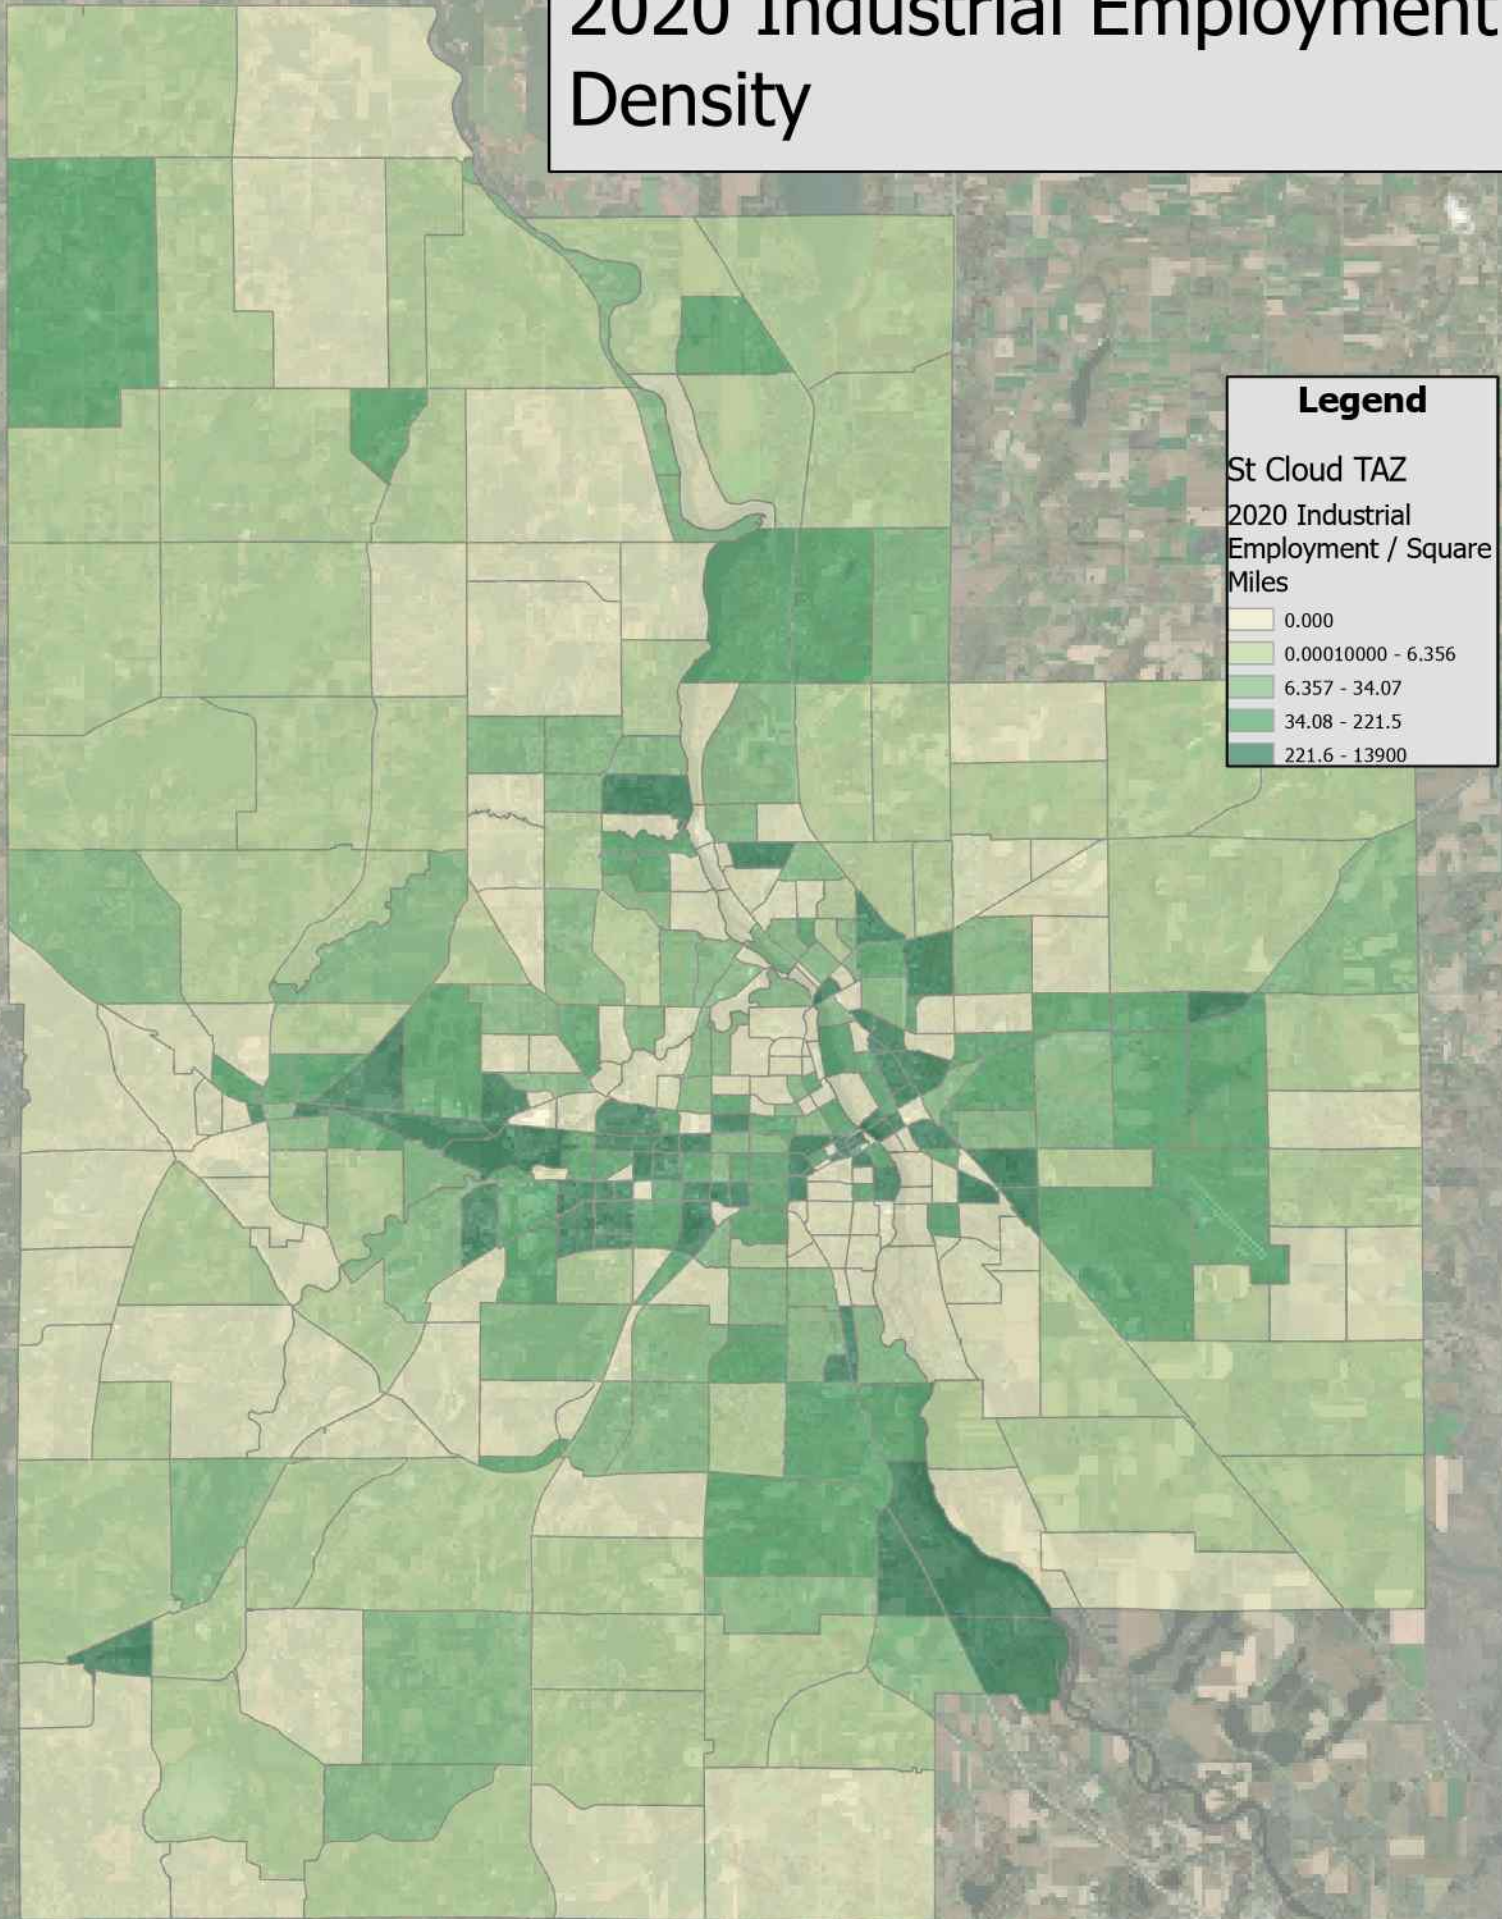 2020 Industrial Employment
Density
Legend
St Cloud TAZ
2020 Industrial
Employment / Square
Miles
0.000
0.00010000 - 6.356
6.357 - 34.07
34.08 - 221.5
221.6 - 13900